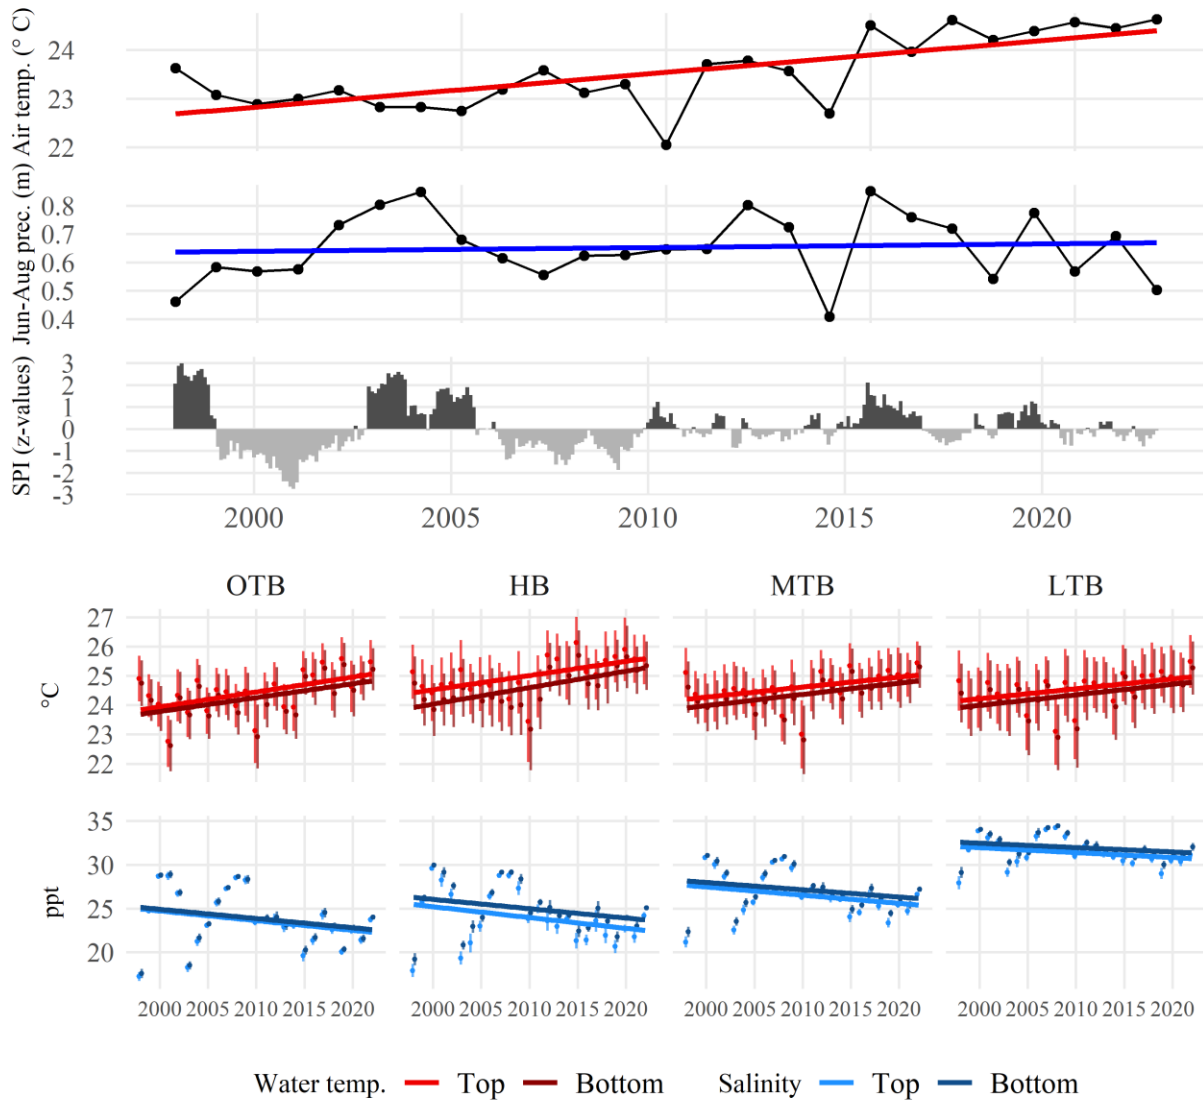 Air temp. (° C)
24
23
22
Jun-Aug prec. (m)
0.8
0.7
0.6
0.5
0.4
SPI (z-values)
3
2
1
0
-1
-2
-3
2000 2005 2010 2015 2020
OTB HB MTB LTB
°C
27
26
25
24
23
22
ppt
35
30
25
20
2000 2005 2010 2015 2020 2000 2005 2010 2015 2020 2000 2005 2010 2015 2020 2000 2005 2010 2015 2020
Water temp. Top Bottom Salinity Top Bottom